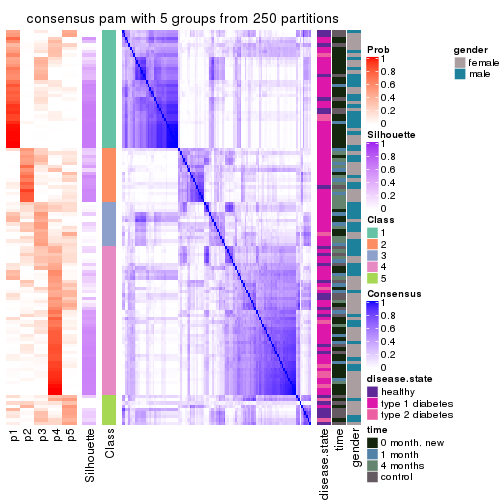 consensus pam with 5 groups from 250 partitions
Prob
1
0.8
0.6
0.4
0.2
0
gender
female
male
Silhouette
1
0.8
0.6
0.4
0.2
0
Class
1
2
3
4
5
Consensus
1
0.8
0.6
0.4
0.2
0
disease.state
healthy
type 1 diabetes
type 2 diabetes
time
0 month, new
1 month
4 months
control
p1
p2
p3
p4
p5
Silhouette
Class
disease.state
time
gender